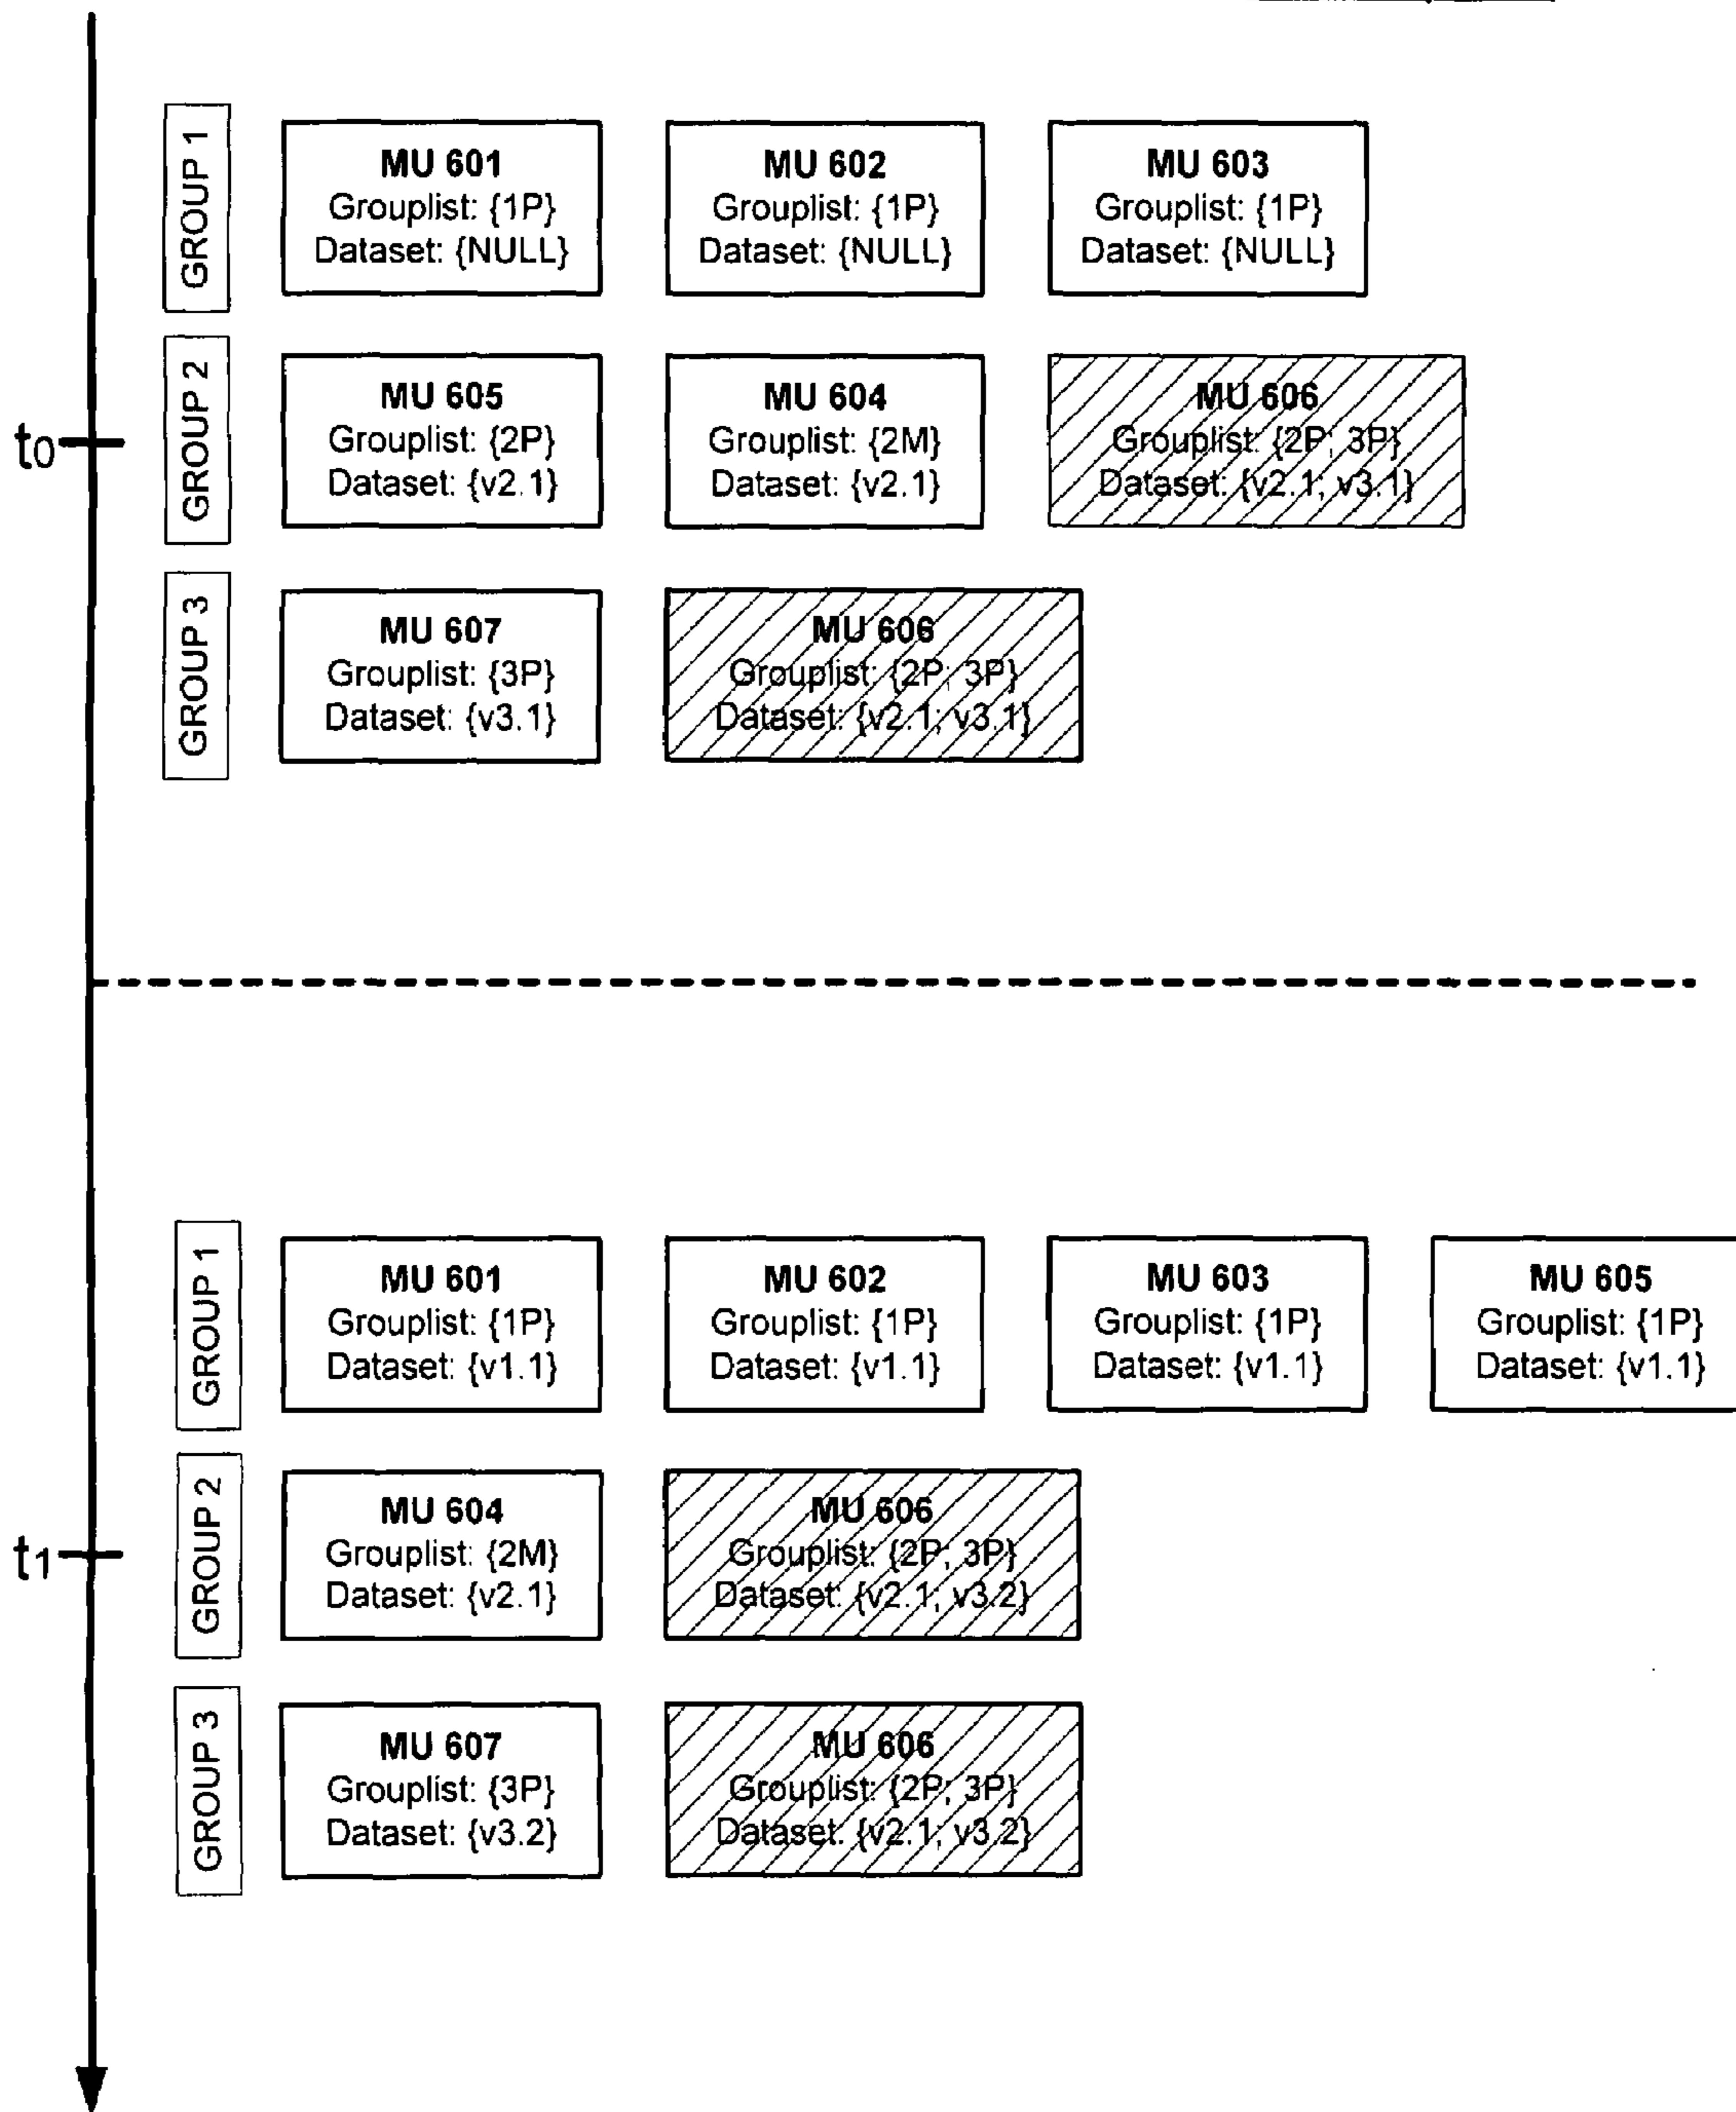 GROUP 1
MU 601
Grouplist: {1P}
Dataset: {NULL}
MU 602
Grouplist: {1P}
Dataset: {NULL}
MU 603
Grouplist: {1P}
Dataset: {NULL}
t0
GROUP 2
MU 605
Grouplist: {2P}
Dataset: {v2.1}
MU 604
Grouplist: {2M}
Dataset: {v2.1}
MU 606
Grouplist: {2P; 3P}
Dataset: {v2.1; v3.1}
GROUP 3
MU 607
Grouplist: {3P}
Dataset: {v3.1}
MU 606
Grouplist: {2P; 3P}
Dataset: {v2.1; v3.1}
GROUP 1
MU 601
Grouplist: {1P}
Dataset: {v1.1}
MU 602
Grouplist: {1P}
Dataset: {v1.1}
MU 603
Grouplist: {1P}
Dataset: {v1.1}
MU 605
Grouplist: {1P}
Dataset: {v1.1}
t1
GROUP 2
MU 604
Grouplist: {2M}
Dataset: {v2.1}
MU 606
Grouplist: {2P; 3P}
Dataset: {v2.1; v3.2}
GROUP 3
MU 607
Grouplist: {3P}
Dataset: {v3.2}
MU 606
Grouplist: {2P; 3P}
Dataset: {v2.1; v3.2}